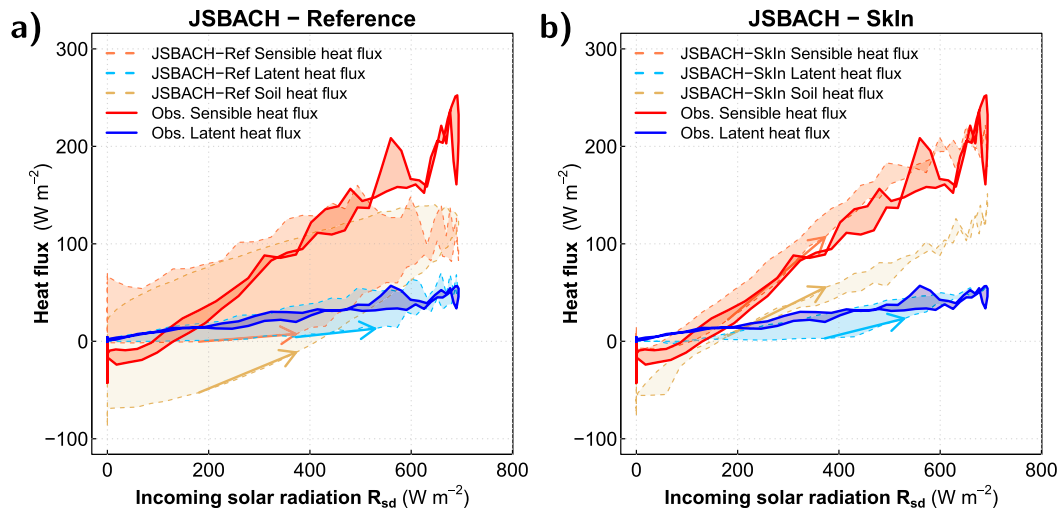 a)
JSBACH − Reference
JSBACH−Ref Sensible heat flux
JSBACH−Ref Latent heat flux
JSBACH−Ref Soil heat flux
Obs. Sensible heat flux
Obs. Latent heat flux
300
200
100
0
−100
Heat flux (W m−2)
0 200 400 600 800
Incoming solar radiation Rsd (W m−2)
b)
JSBACH − SkIn
JSBACH−SkIn Sensible heat flux
JSBACH−SkIn Latent heat flux
JSBACH−SkIn Soil heat flux
Obs. Sensible heat flux
Obs. Latent heat flux
300
200
100
0
−100
Heat flux (W m−2)
0 200 400 600 800
Incoming solar radiation Rsd (W m−2)